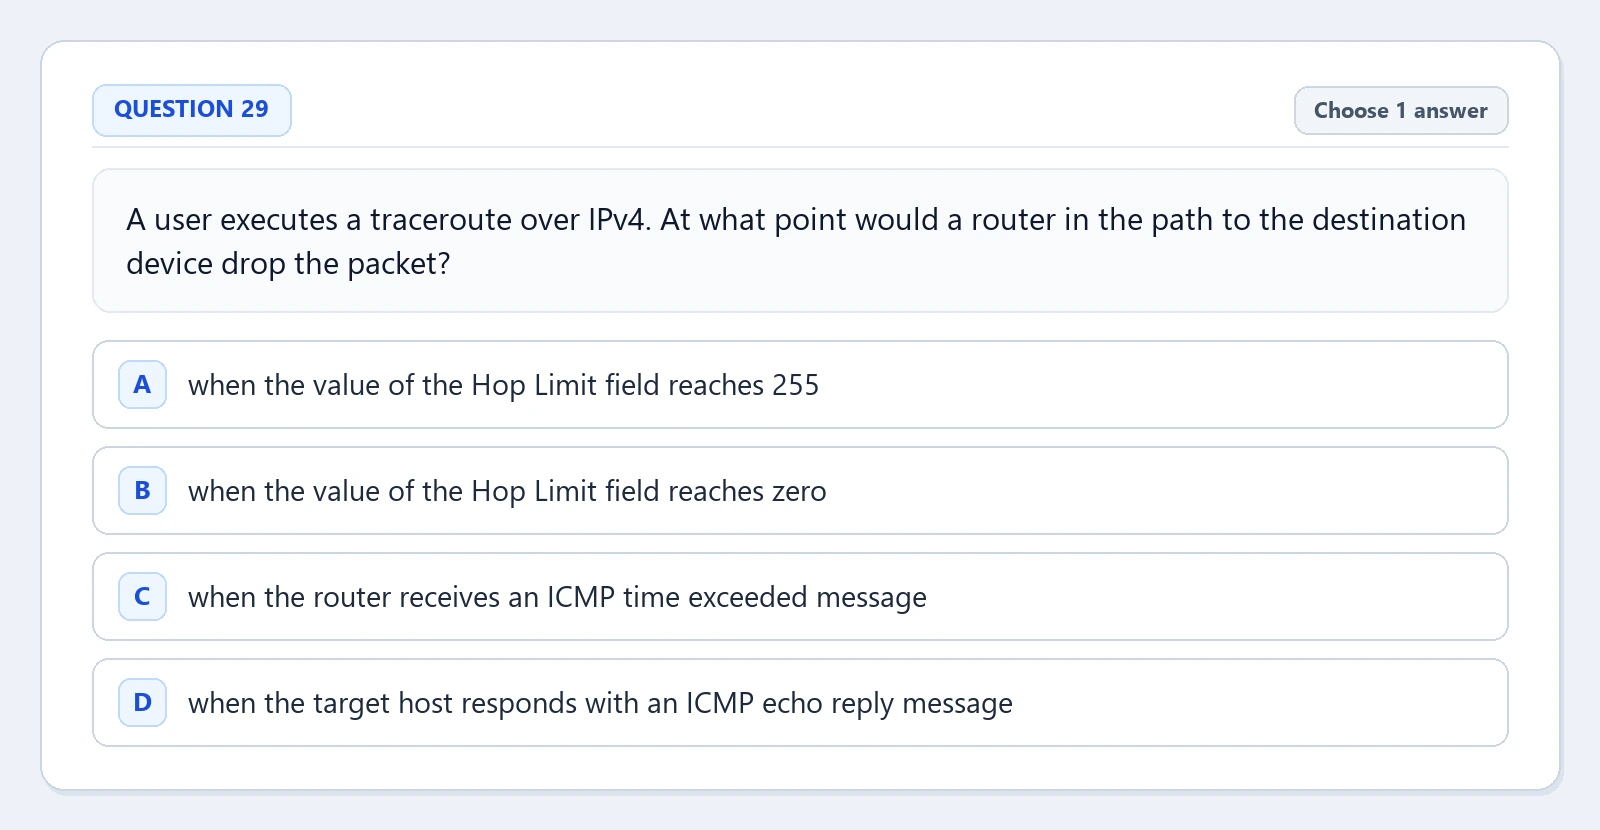 QUESTION 29
Choose 1 answer
A user executes a traceroute over IPv4. At what point would a router in the path to the destination
device drop the packet?
A when the value of the Hop Limit field reaches 255
B when the value of the Hop Limit field reaches zero
C when the router receives an ICMP time exceeded message
D when the target host responds with an ICMP echo reply message